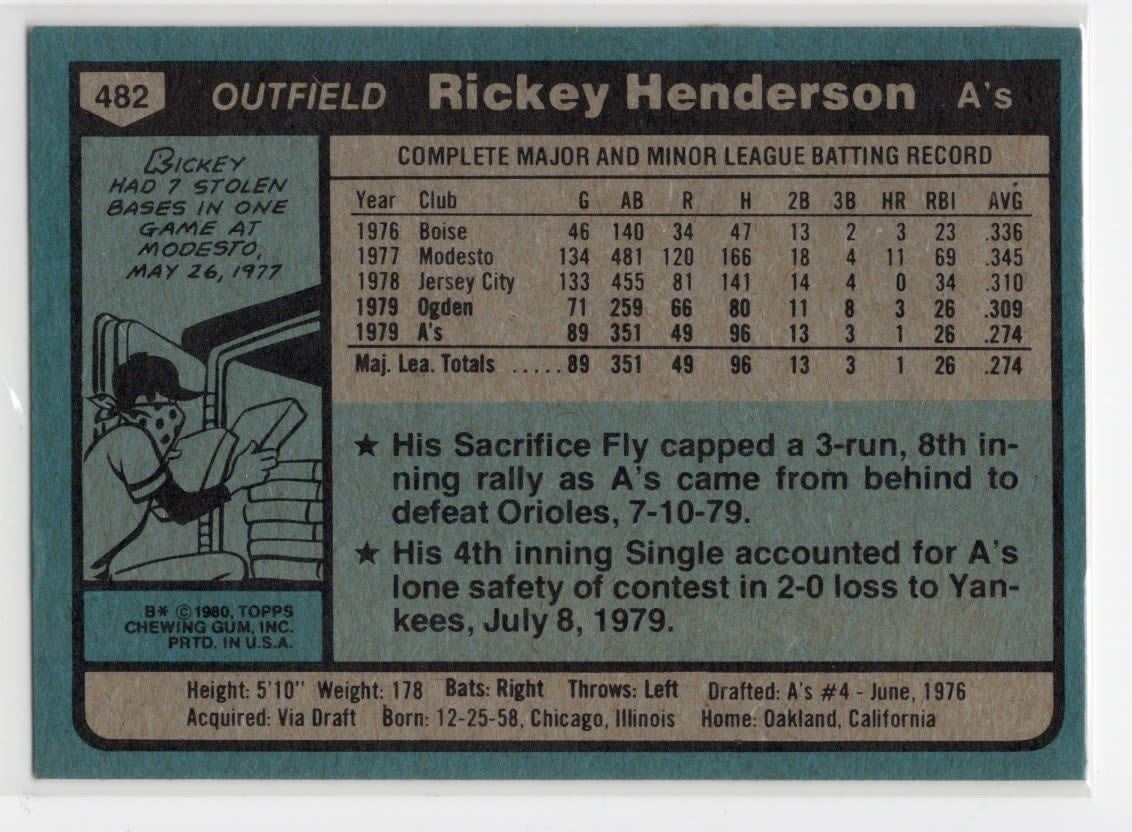 482 OUTFIELD Rickey Henderson A's
RICKEY
HAD 7 STOLEN
BASES IN ONE
GAME AT
MODESTO,
MAY 26, 1977
COMPLETE MAJOR AND MINOR LEAGUE BATTING RECORD
Year Club G AB R H 2B 3B HR RBI AVG
1976 Boise 46 140 34 47 13 2 3 23 .336
1977 Modesto 134 481 120 166 18 4 11 69 .345
1978 Jersey City 133 455 81 141 14 4 0 34 .310
1979 Ogden 71 259 66 80 11 8 3 26 .309
1979 A's 89 351 49 96 13 3 1 26 .274
Maj. Lea. Totals .....89 351 49 96 13 3 1 26 .274
★ His Sacrifice Fly capped a 3-run, 8th in-
ning rally as A's came from behind to
defeat Orioles, 7-10-79.
★ His 4th inning Single accounted for A's
lone safety of contest in 2-0 loss to Yan-
kees, July 8, 1979.
B* © 1980, TOPPS
CHEWING GUM, INC.
PRTD. IN U.S.A.
Height: 5'10" Weight: 178 Bats: Right Throws: Left Drafted: A's #4 - June, 1976
Acquired: Via Draft Born: 12-25-58, Chicago, Illinois Home: Oakland, California